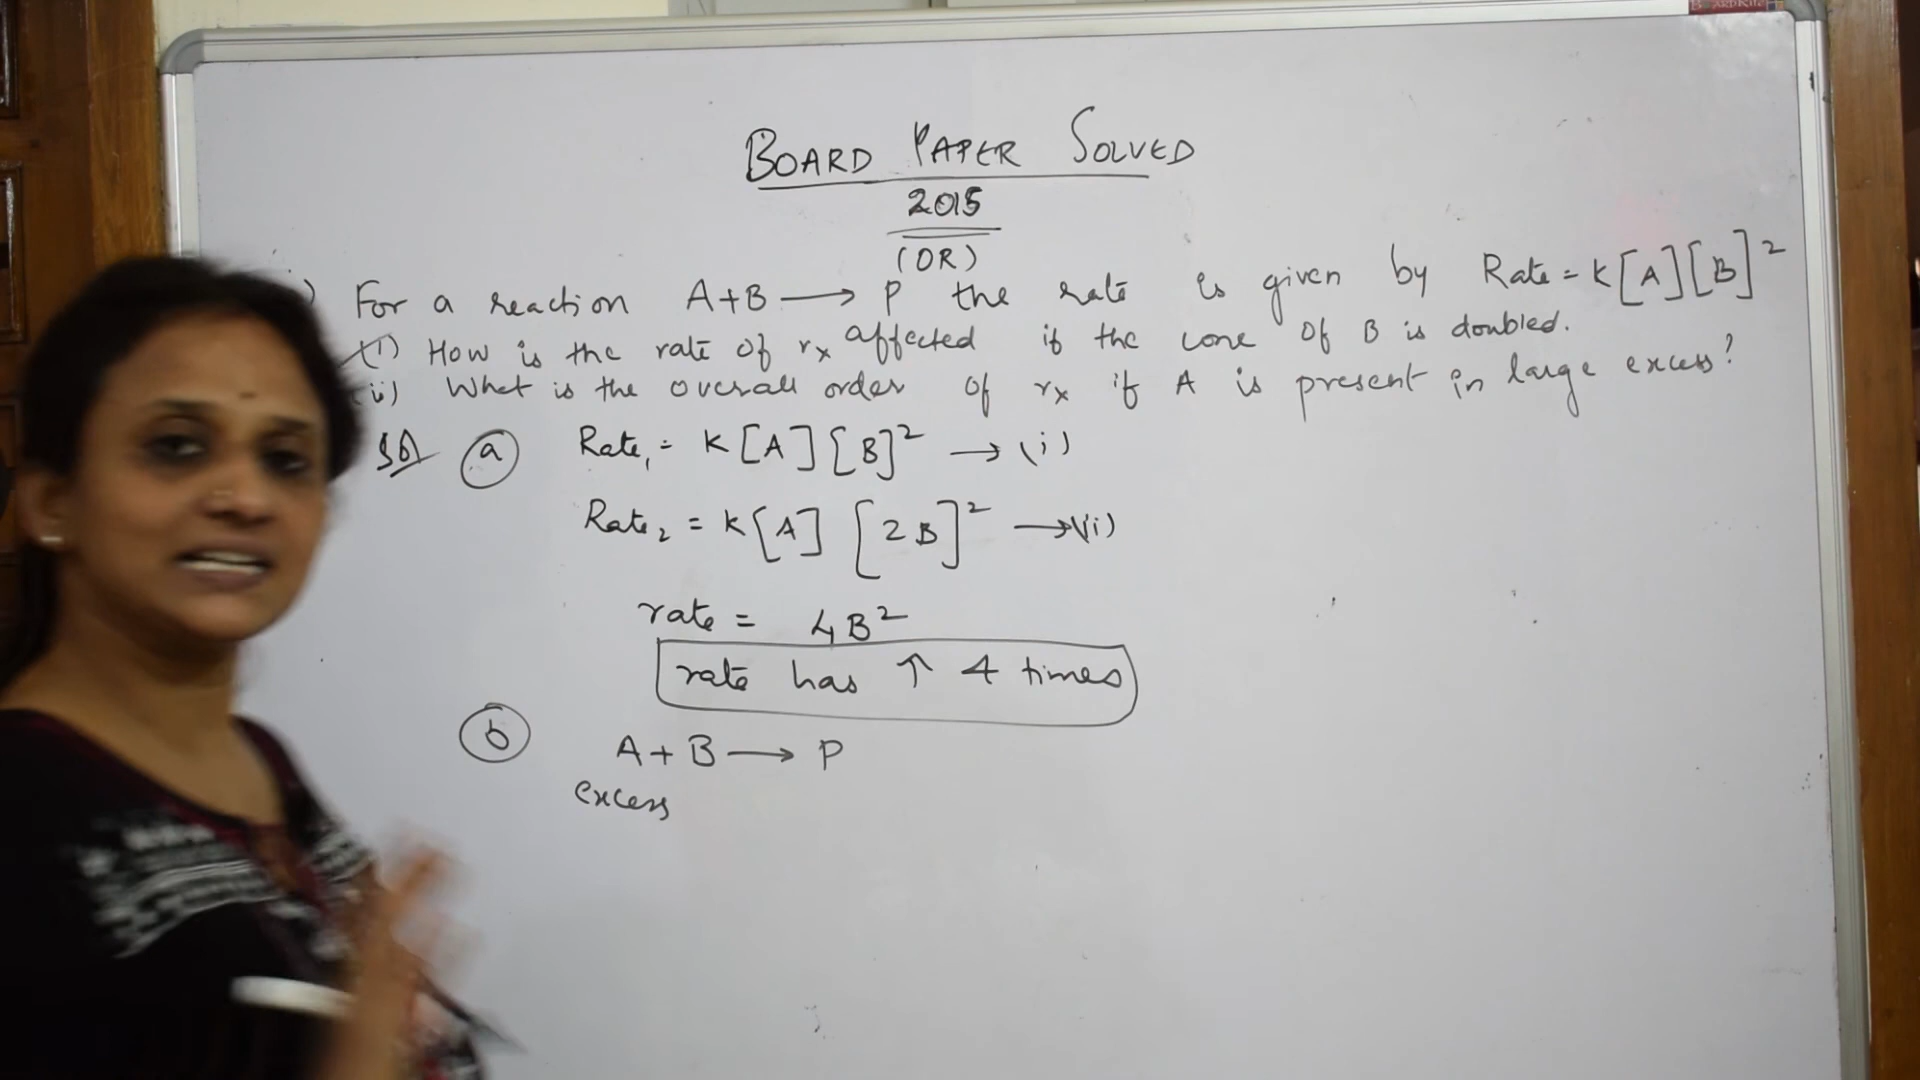 BOARD PAPER SOLVED
2015
(OR)
) For a reaction A+B ⟶ P the rate is given by Rate = K[A][B]²
(i) How is the rate of rx affected if the conc of B is doubled.
(ii) What is the overall order of rx if A is present in large excess?
Sol (a) Rate₁ = K[A][B]² → (i)
Rate₂ = K[A] [2B]² → (ii)
rate = 4B²
rate has ↑ 4 times
(b) A + B ⟶ P
excess